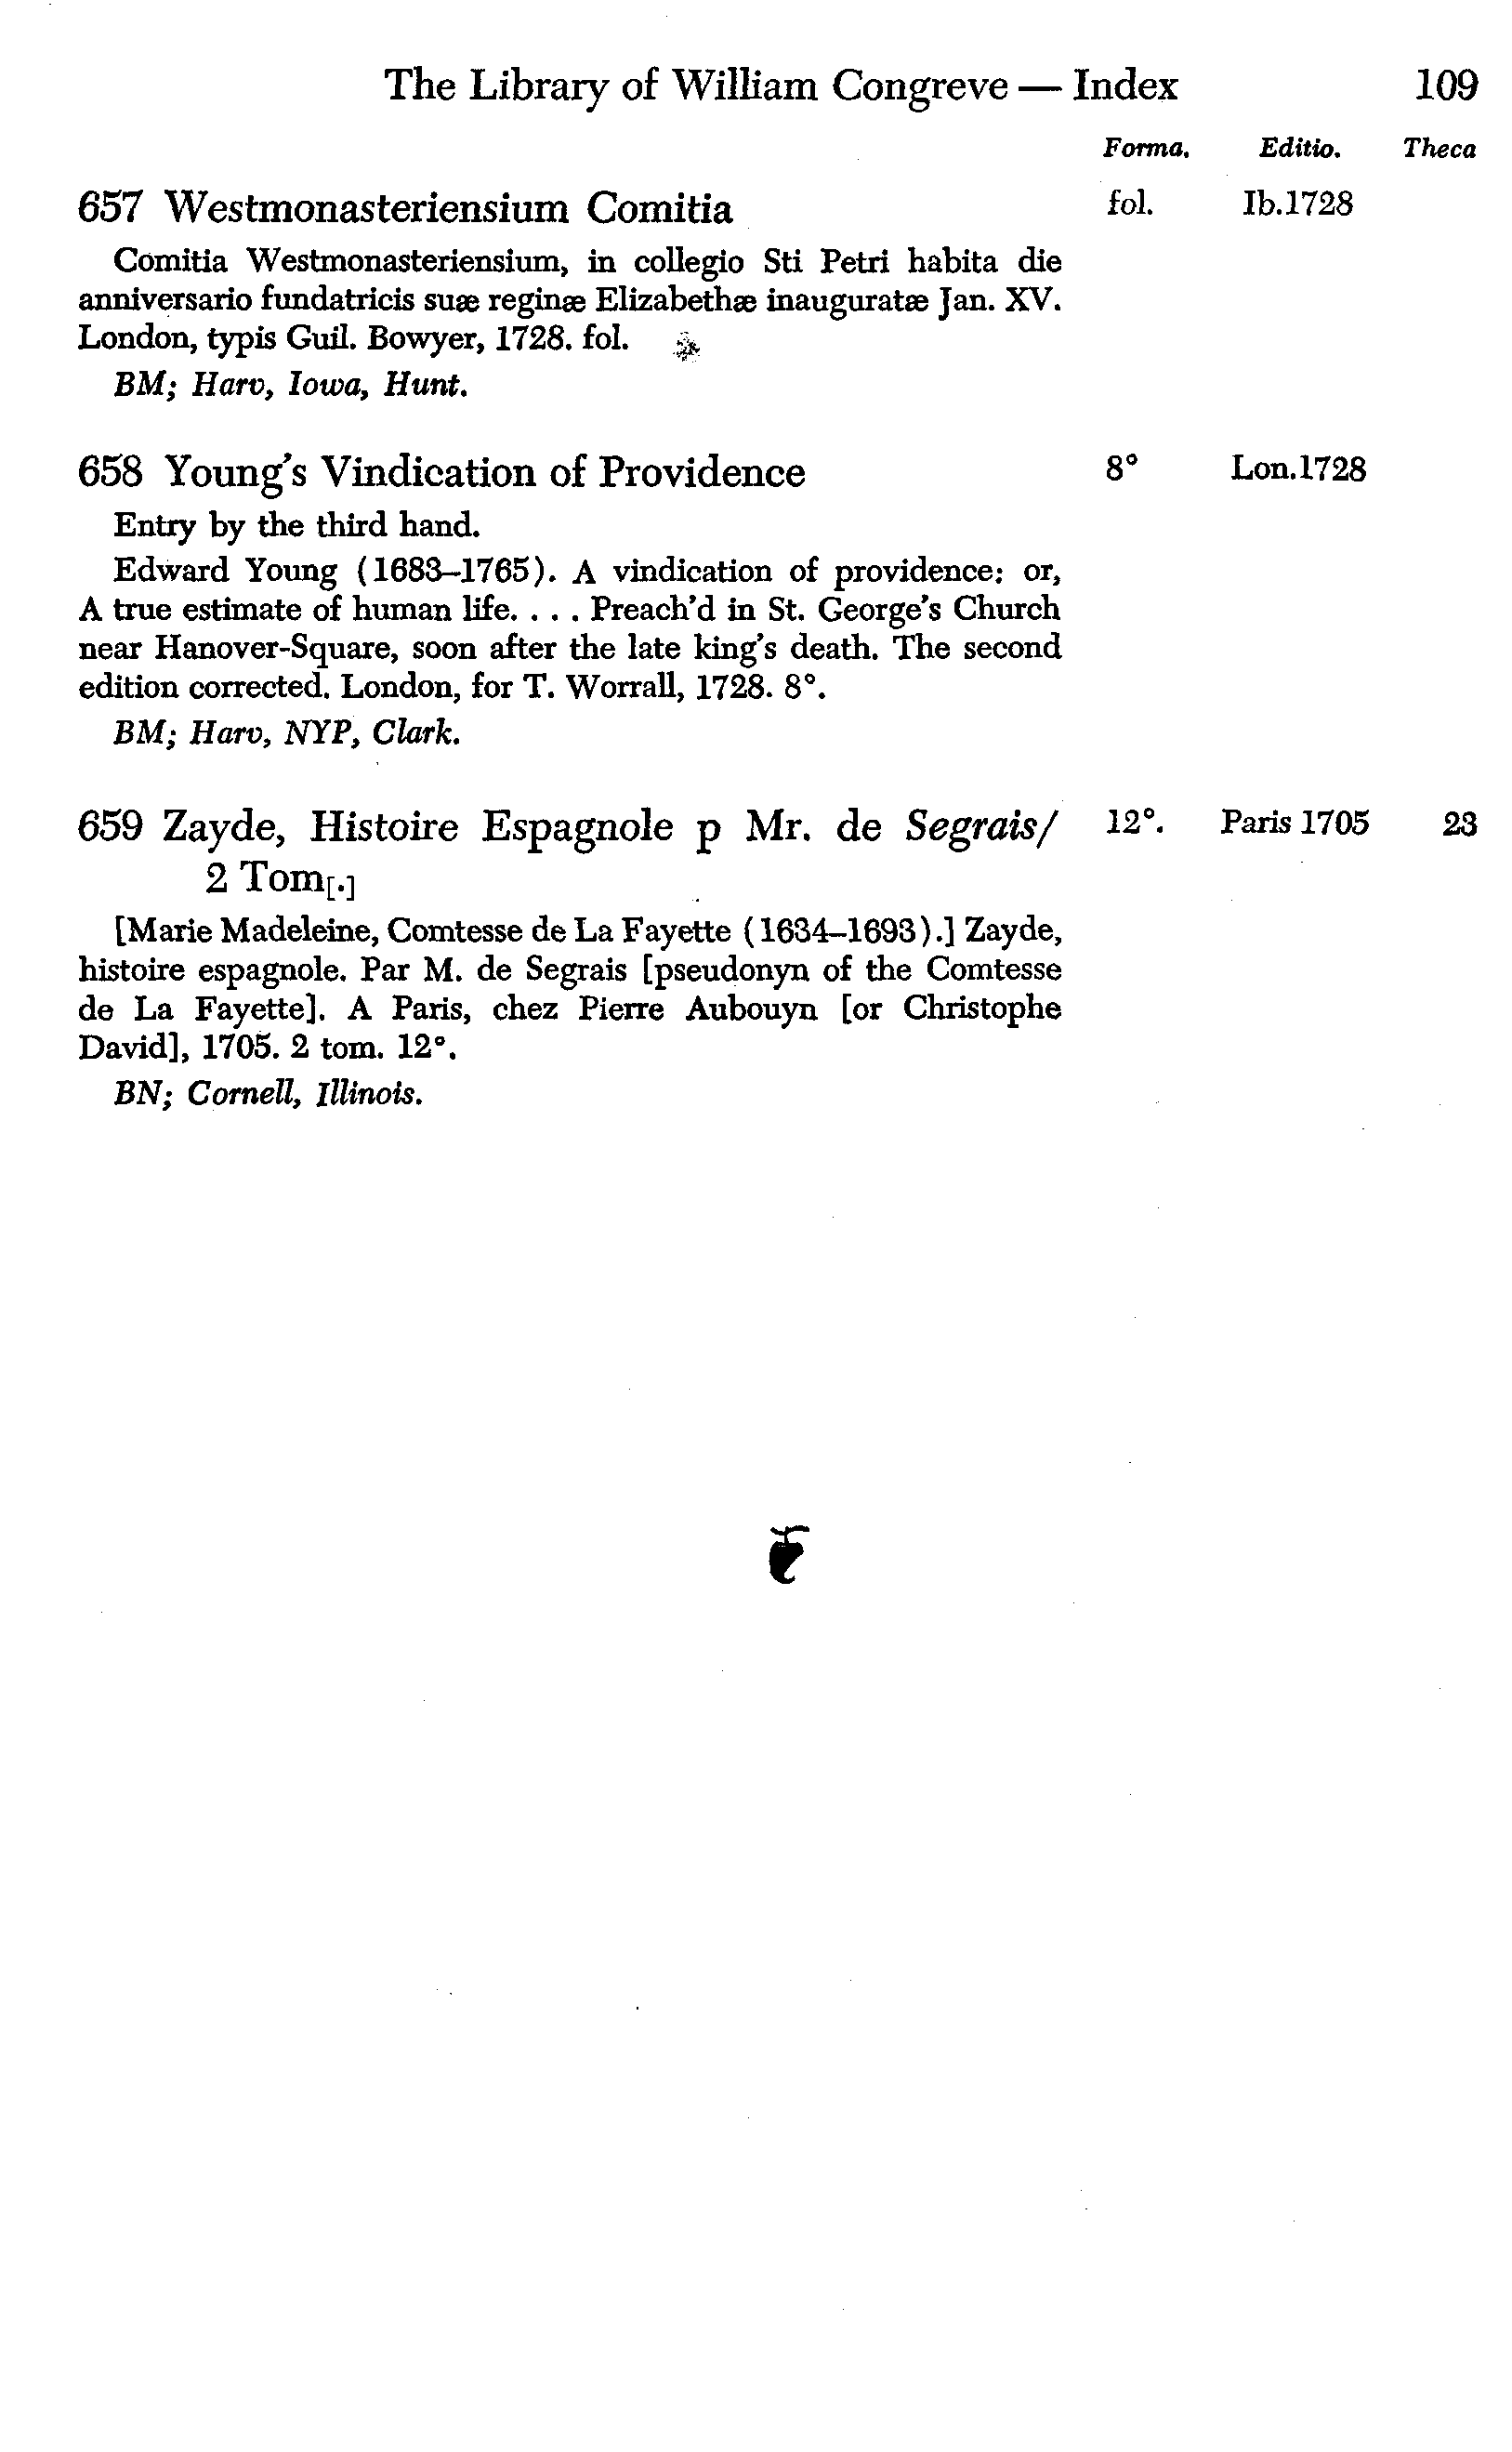 The Library of William Congreve — Index 109
Forma. Editio. Theca
657 Westmonasteriensium Comitia fol. Ib.1728
Comitia Westmonasteriensium, in collegio Sti Petri habita die
anniversario fundatricis suæ reginæ Elizabethæ inauguratæ Jan. XV.
London, typis Guil. Bowyer, 1728. fol.
BM; Harv, Iowa, Hunt.
658 Young's Vindication of Providence 8° Lon.1728
Entry by the third hand.
Edward Young (1683–1765). A vindication of providence: or,
A true estimate of human life. . . . Preach'd in St. George's Church
near Hanover-Square, soon after the late king's death. The second
edition corrected. London, for T. Worrall, 1728. 8°.
BM; Harv, NYP, Clark.
659 Zayde, Histoire Espagnole p Mr. de Segrais/ 12°. Paris 1705 23
2 Tom[.]
[Marie Madeleine, Comtesse de La Fayette (1634–1693).] Zayde,
histoire espagnole. Par M. de Segrais [pseudonyn of the Comtesse
de La Fayette]. A Paris, chez Pierre Aubouyn [or Christophe
David], 1705. 2 tom. 12°.
BN; Cornell, Illinois.